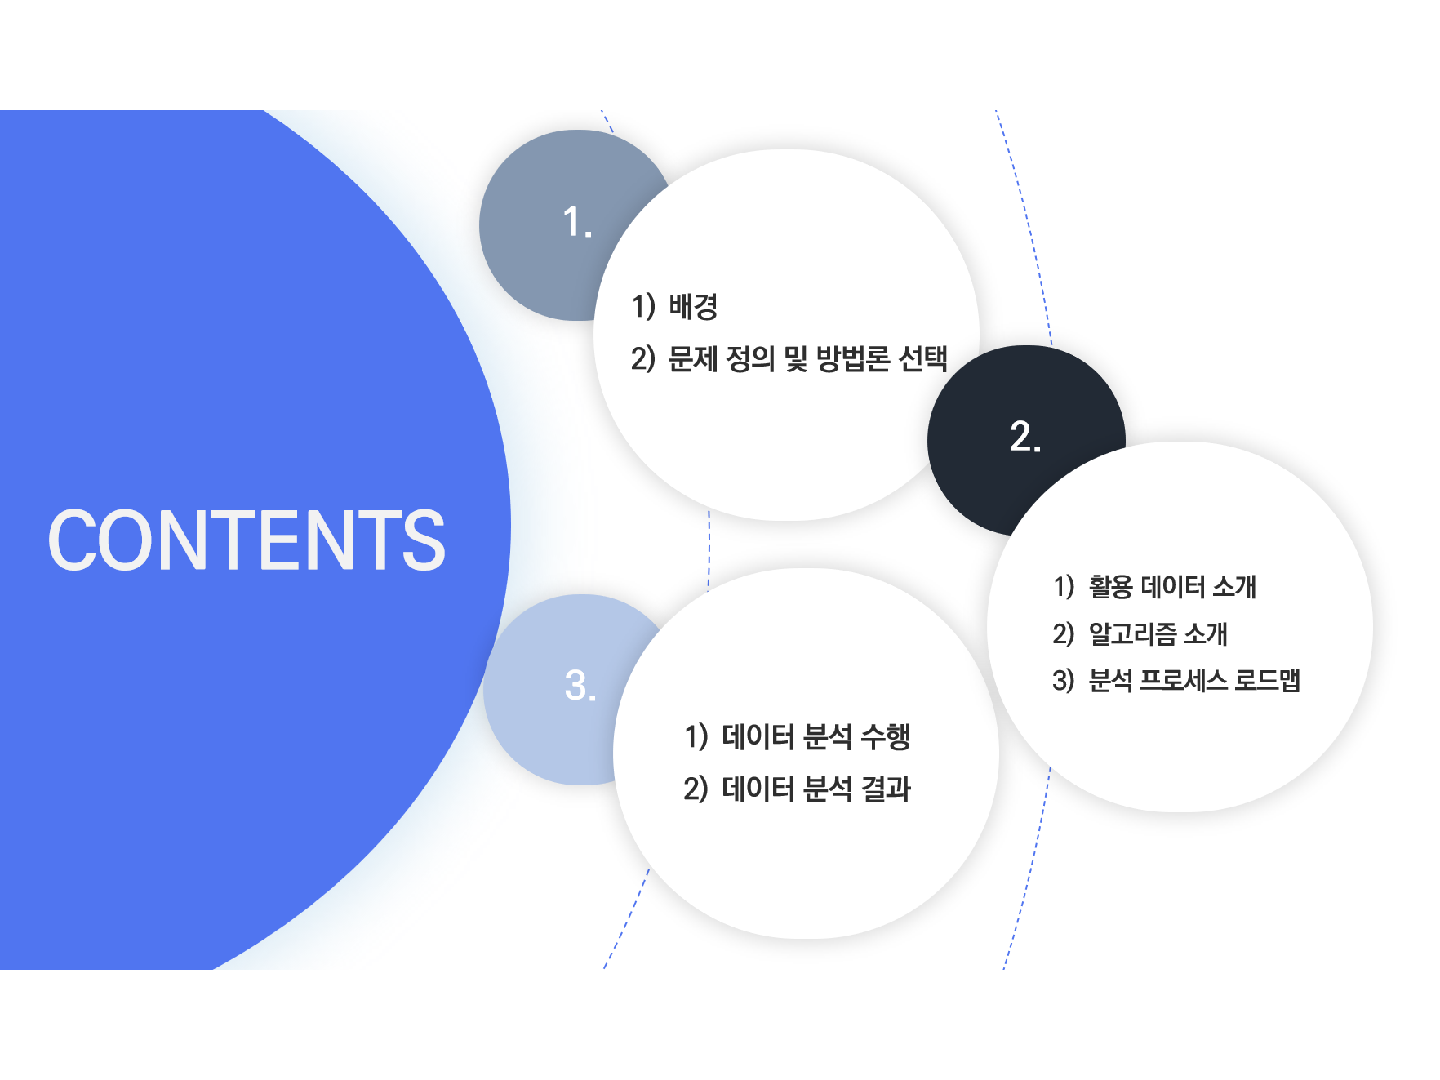 CONTENTS
1.
1) 배경
2) 문제 정의 및 방법론 선택
2.
1) 활용 데이터 소개
2) 알고리즘 소개
3) 분석 프로세스 로드맵
3.
1) 데이터 분석 수행
2) 데이터 분석 결과